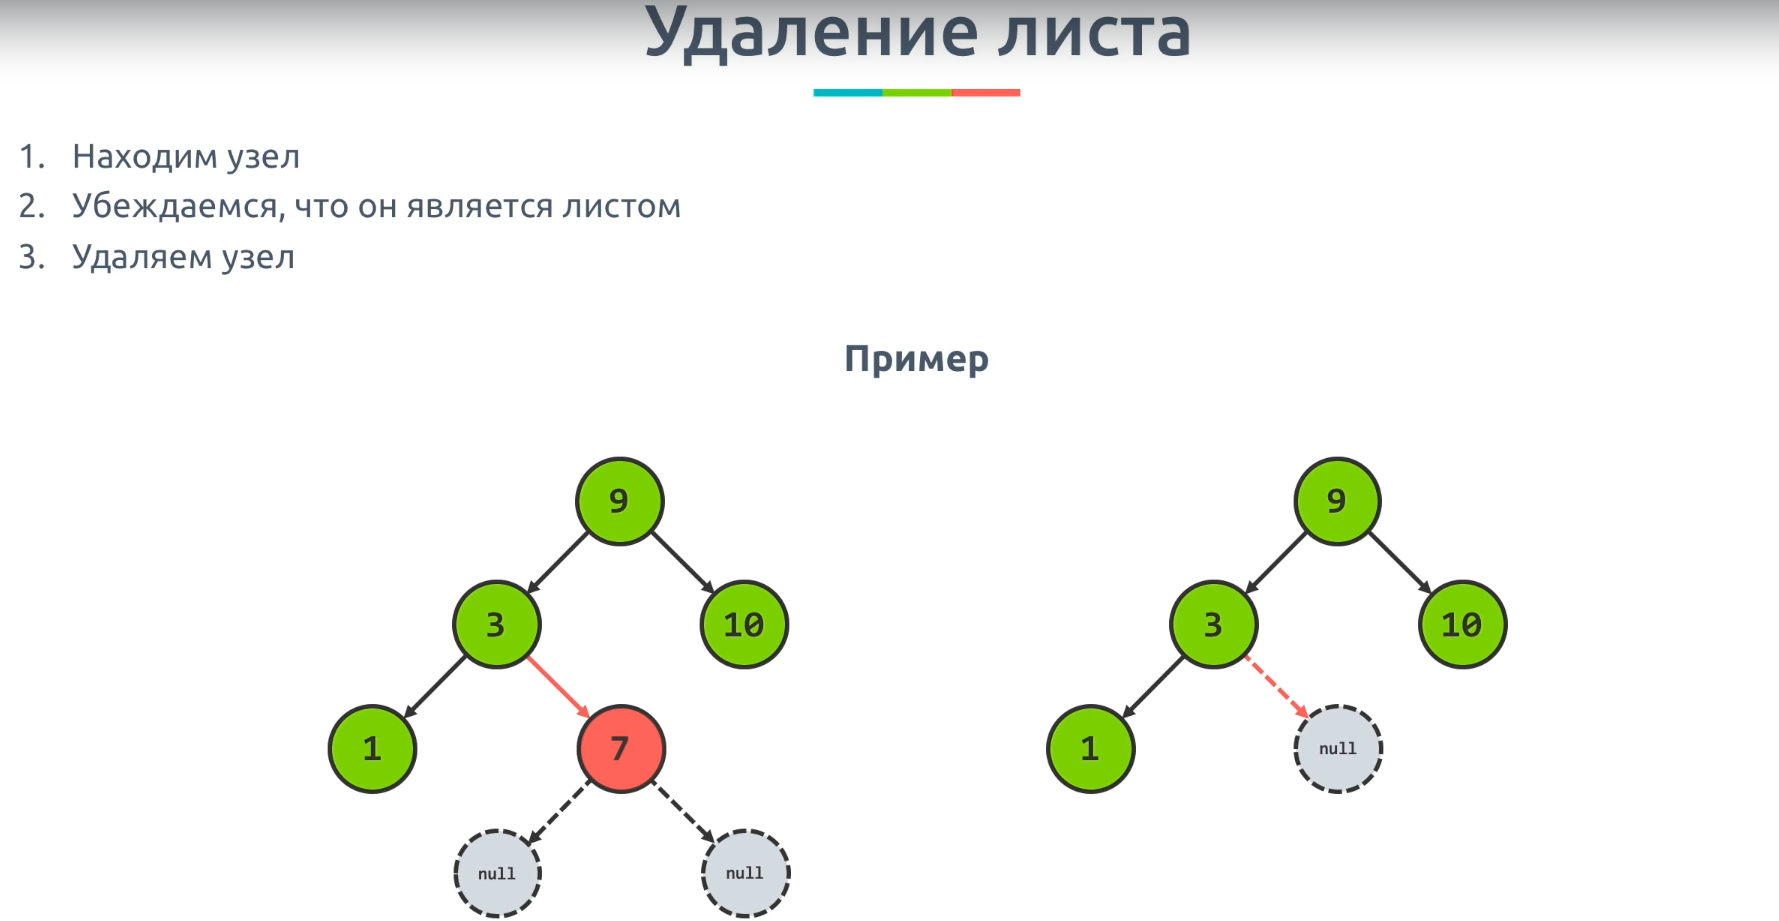 Удаление листа
1. Находим узел
2. Убеждаемся, что он является листом
3. Удаляем узел
Пример
9 9
3 10 3 10
1 7 1 null
null null